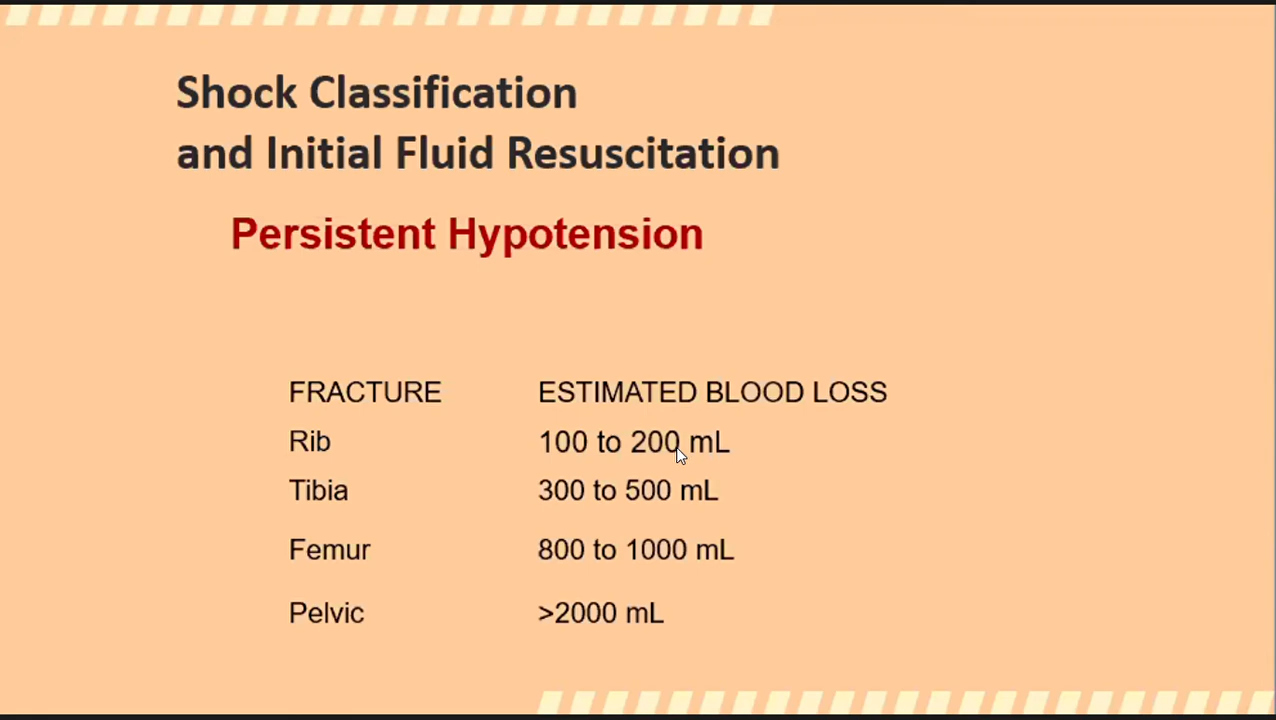 Shock Classification
and Initial Fluid Resuscitation
Persistent Hypotension
FRACTURE ESTIMATED BLOOD LOSS
Rib 100 to 200 mL
Tibia 300 to 500 mL
Femur 800 to 1000 mL
Pelvic >2000 mL